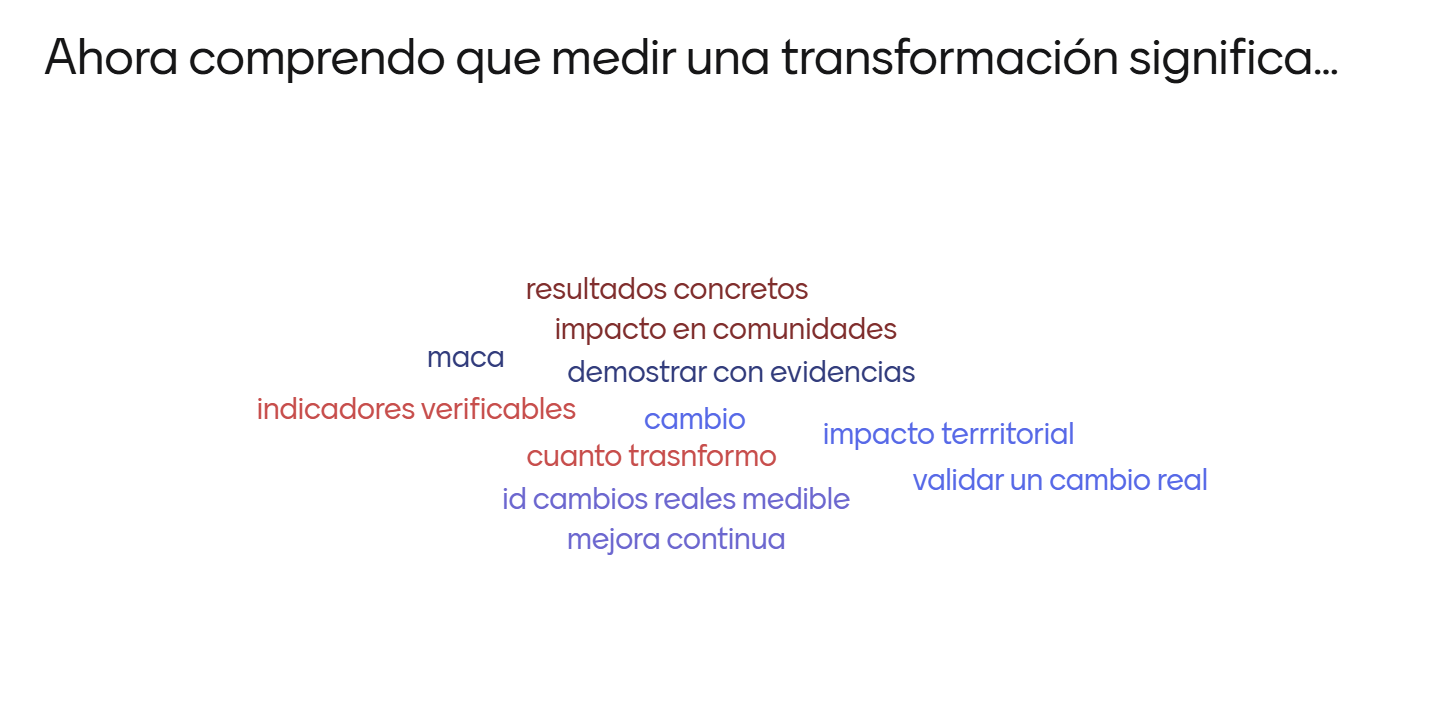 Ahora comprendo que medir una transformación significa...
resultados concretos
impacto en comunidades
maca
demostrar con evidencias
indicadores verificables
cambio
impacto terrritorial
cuanto trasnformo
validar un cambio real
id cambios reales medible
mejora continua